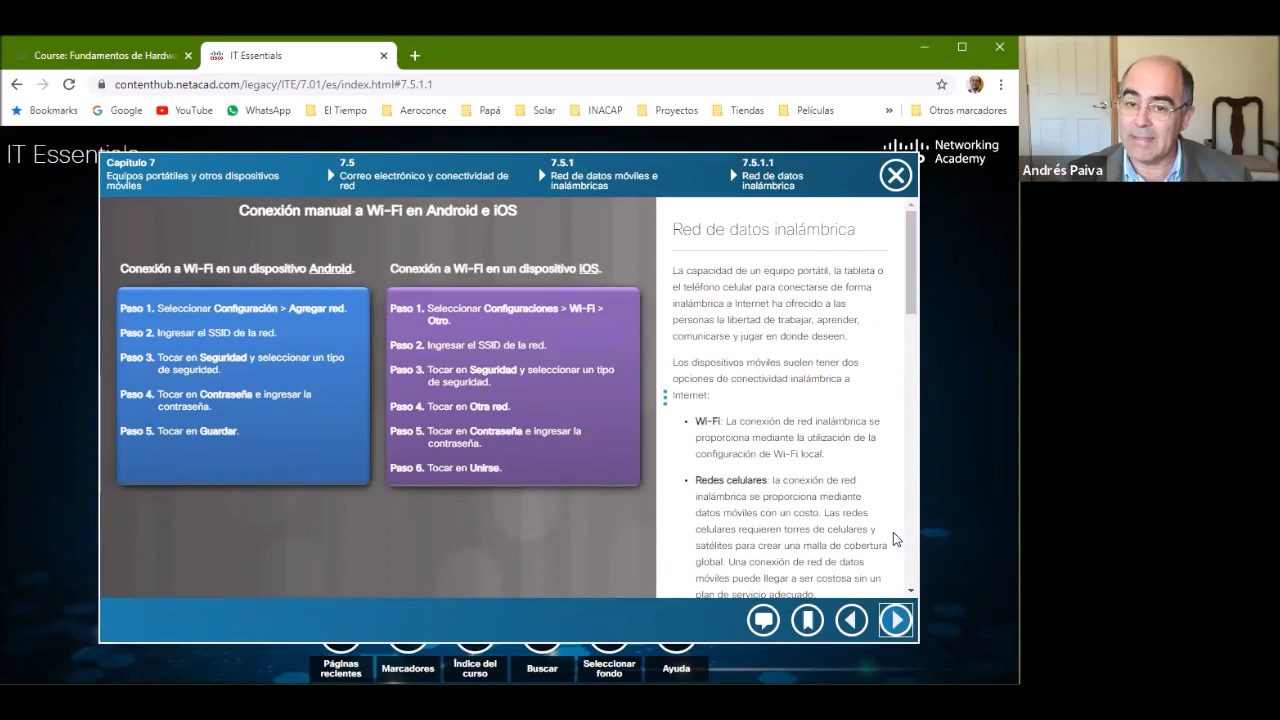 Course: Fundamentos de Hardwa
IT Essentials
contenthub.netacad.com/legacy/ITE/7.01/es/index.html#7.5.1.1
Bookmarks
Google
YouTube
WhatsApp
El Tiempo
Aeroconce
Papá
Solar
INACAP
Proyectos
Tiendas
Películas
»
Otros marcadores
IT Essentials
CISCO
Networking
Academy
Andrés Paiva
Capítulo 7
Equipos portátiles y otros dispositivos
móviles
7.5
Correo electrónico y conectividad de
red
7.5.1
Red de datos móviles e
inalámbricas
7.5.1.1
Red de datos
inalámbrica
Conexión manual a Wi-Fi en Android e iOS
Conexión a Wi-Fi en un dispositivo Android.
Paso 1. Seleccionar Configuración > Agregar red.
Paso 2. Ingresar el SSID de la red.
Paso 3. Tocar en Seguridad y seleccionar un tipo
de seguridad.
Paso 4. Tocar en Contraseña e ingresar la
contraseña.
Paso 5. Tocar en Guardar.
Conexión a Wi-Fi en un dispositivo iOS.
Paso 1. Seleccionar Configuraciones > Wi-Fi >
Otro.
Paso 2. Ingresar el SSID de la red.
Paso 3. Tocar en Seguridad y seleccionar un tipo
de seguridad.
Paso 4. Tocar en Otra red.
Paso 5. Tocar en Contraseña e ingresar la
contraseña.
Paso 6. Tocar en Unirse.
Red de datos inalámbrica
La capacidad de un equipo portátil, la tableta o
el teléfono celular para conectarse de forma
inalámbrica a Internet ha ofrecido a las
personas la libertad de trabajar, aprender,
comunicarse y jugar en donde deseen.
Los dispositivos móviles suelen tener dos
opciones de conectividad inalámbrica a
Internet:
• Wi-Fi: La conexión de red inalámbrica se
proporciona mediante la utilización de la
configuración de Wi-Fi local.
• Redes celulares: la conexión de red
inalámbrica se proporciona mediante
datos móviles con un costo. Las redes
celulares requieren torres de celulares y
satélites para crear una malla de cobertura
global. Una conexión de red de datos
móviles puede llegar a ser costosa sin un
plan de servicio adecuado.
Páginas
recientes
Marcadores
Índice del
curso
Buscar
Seleccionar
fondo
Ayuda